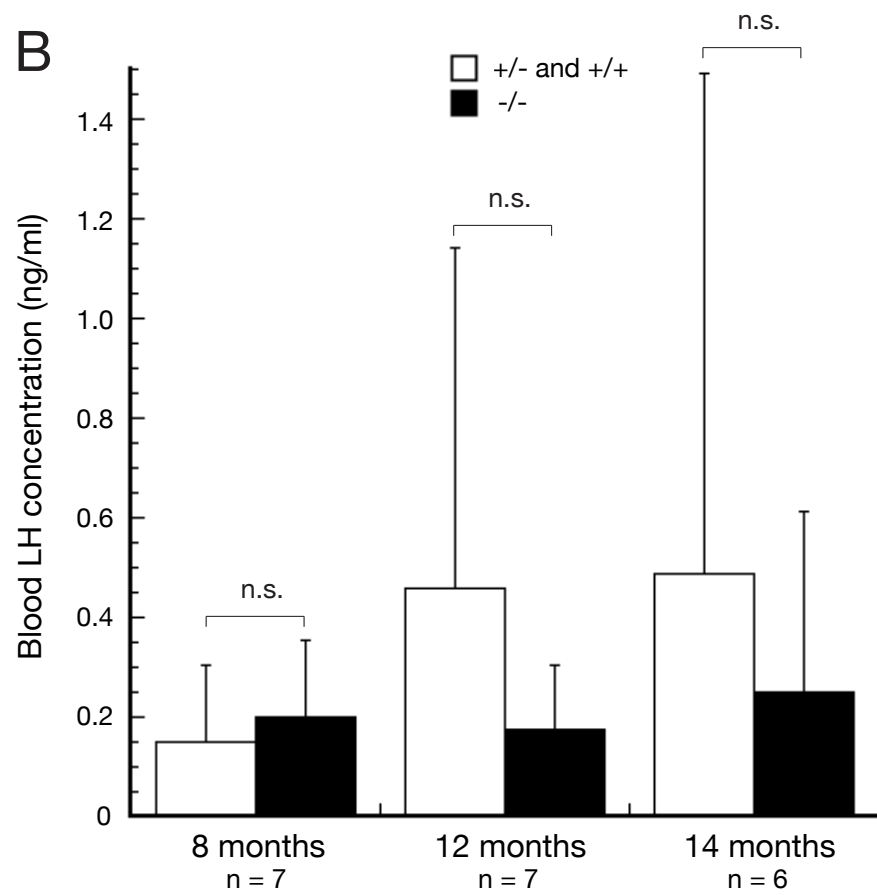 B
n.s.
+/- and +/+
-/-
1.4
n.s.
1.2
1.0
0.8
0.6
n.s.
0.4
0.2
0
Blood LH concentration (ng/ml)
8 months
12 months
14 months
n = 7
n = 7
n = 6